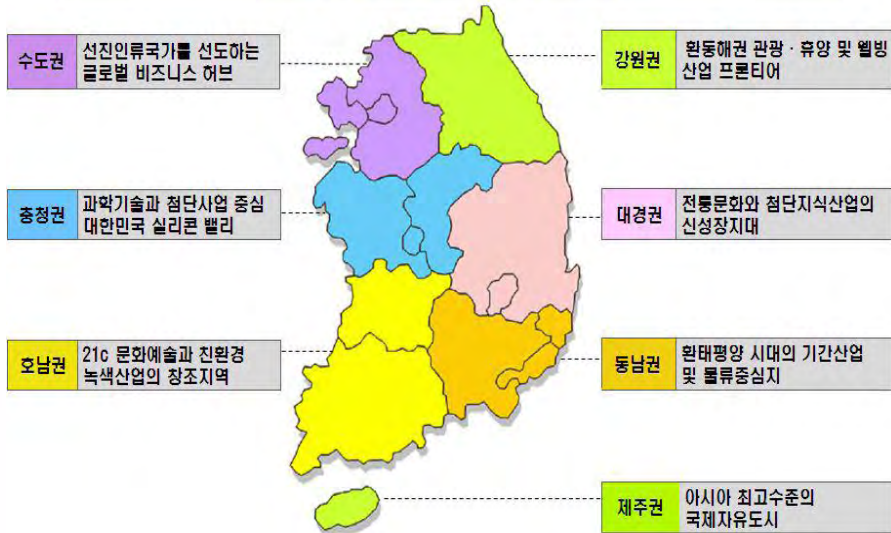 수도권
선진인류국가를 선도하는
글로벌 비즈니스 허브
강원권
환동해권 관광 · 휴양 및 웰빙
산업 프론티어
충청권
과학기술과 첨단사업 중심
대한민국 실리콘 밸리
대경권
전통문화와 첨단지식산업의
신성장지대
호남권
21c 문화예술과 친환경
녹색산업의 창조지역
동남권
환태평양 시대의 기간산업
및 물류중심지
제주권
아시아 최고수준의
국제자유도시